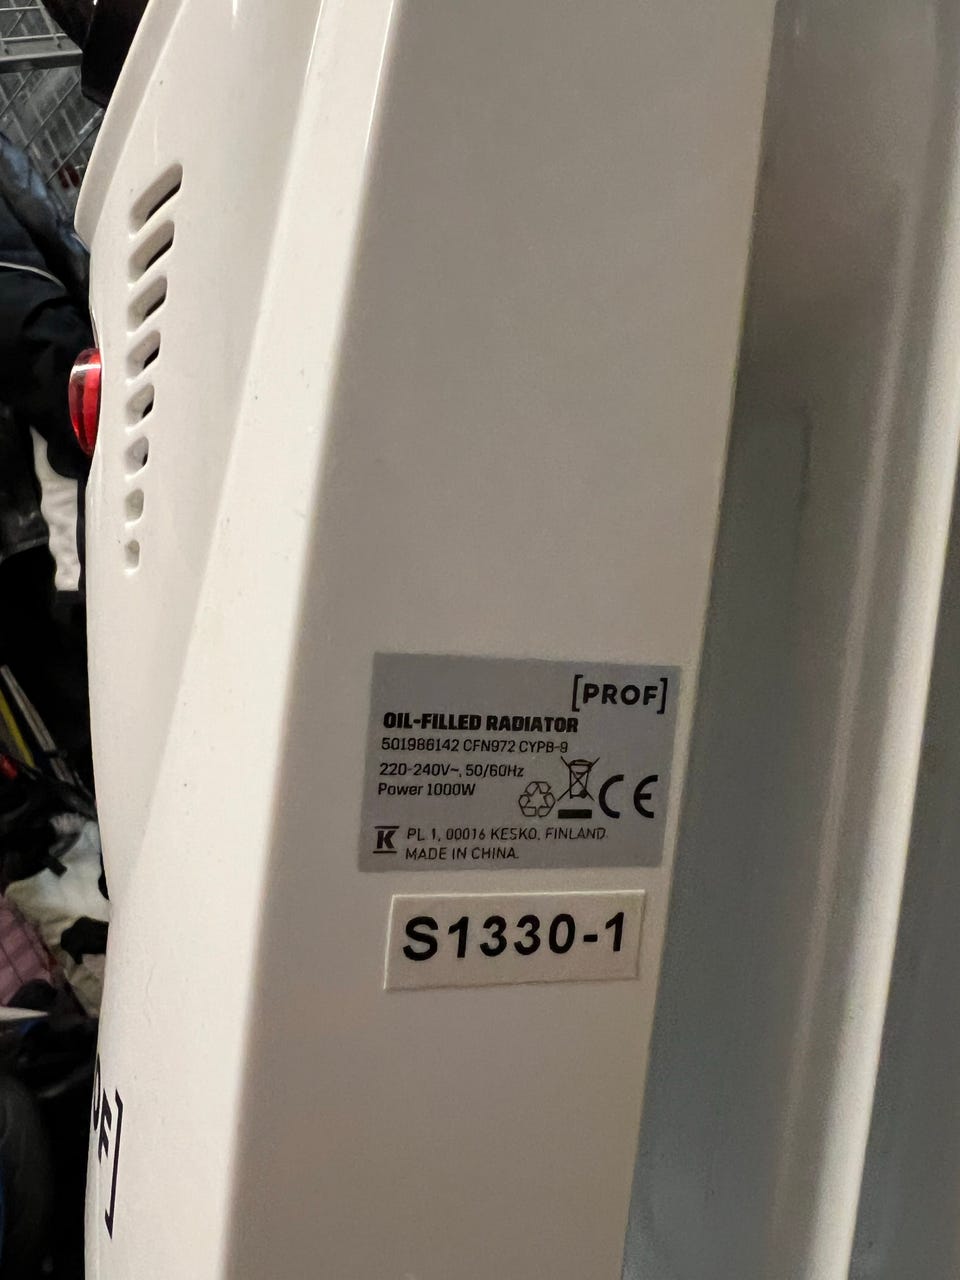 [PROF]
OIL-FILLED RADIATOR
501986142 CFN972 CYPB-9
220-240V~, 50/60Hz
Power 1000W
CE
K PL 1, 00016 KESKO, FINLAND.
MADE IN CHINA.
S1330-1
OF]